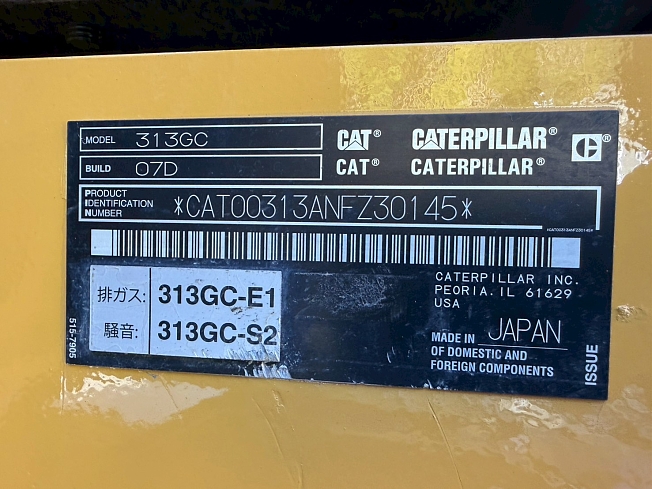 MODEL 313GC
BUILD 07D
CAT® CATERPILLAR®
CAT® CATERPILLAR®
C®
PRODUCT IDENTIFICATION NUMBER *CAT00313ANFZ30145*
*CAT00313ANFZ30145*
排ガス: 313GC-E1
騒音: 313GC-S2
CATERPILLAR INC.
PEORIA. IL 61629
USA
MADE IN JAPAN
OF DOMESTIC AND
FOREIGN COMPONENTS
515-7905
ISSUE